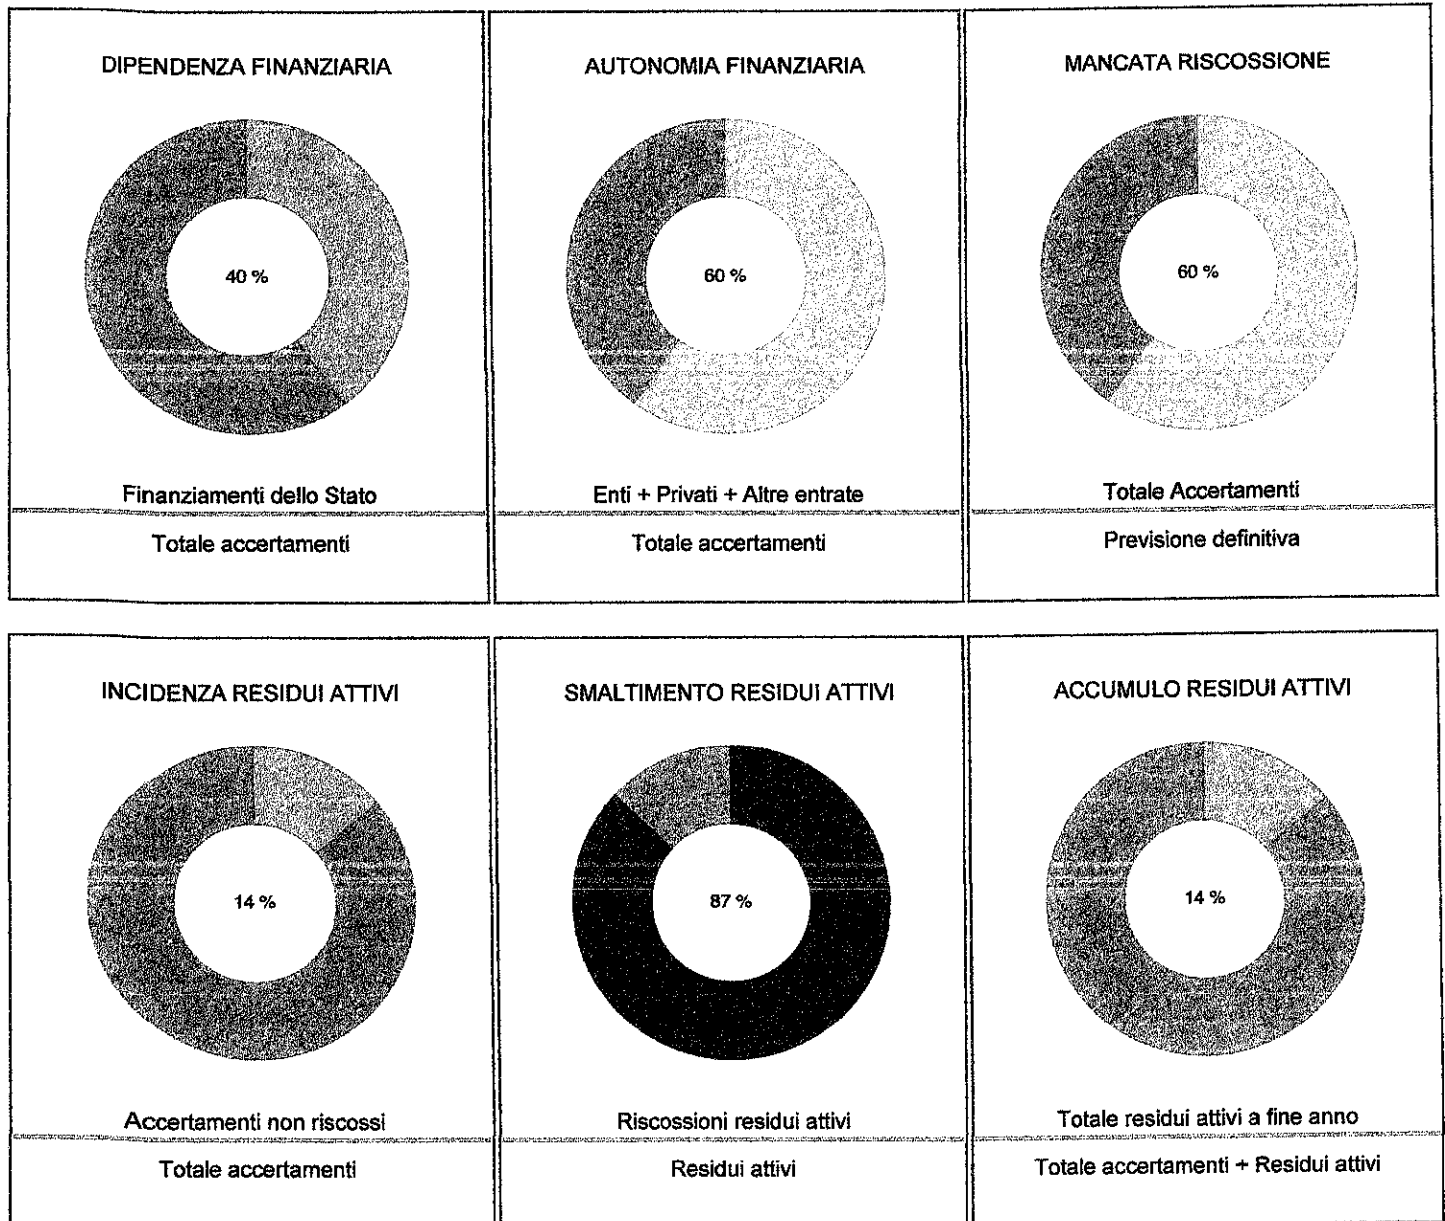 DIPENDENZA FINANZIARIA
40 %
Finanziamenti dello Stato
Totale accertamenti
AUTONOMIA FINANZIARIA
60 %
Enti + Privati + Altre entrate
Totale accertamenti
MANCATA RISCOSSIONE
60 %
Totale Accertamenti
Previsione definitiva
INCIDENZA RESIDUI ATTIVI
14 %
Accertamenti non riscossi
Totale accertamenti
SMALTIMENTO RESIDUI ATTIVI
87 %
Riscossioni residui attivi
Residui attivi
ACCUMULO RESIDUI ATTIVI
14 %
Totale residui attivi a fine anno
Totale accertamenti + Residui attivi